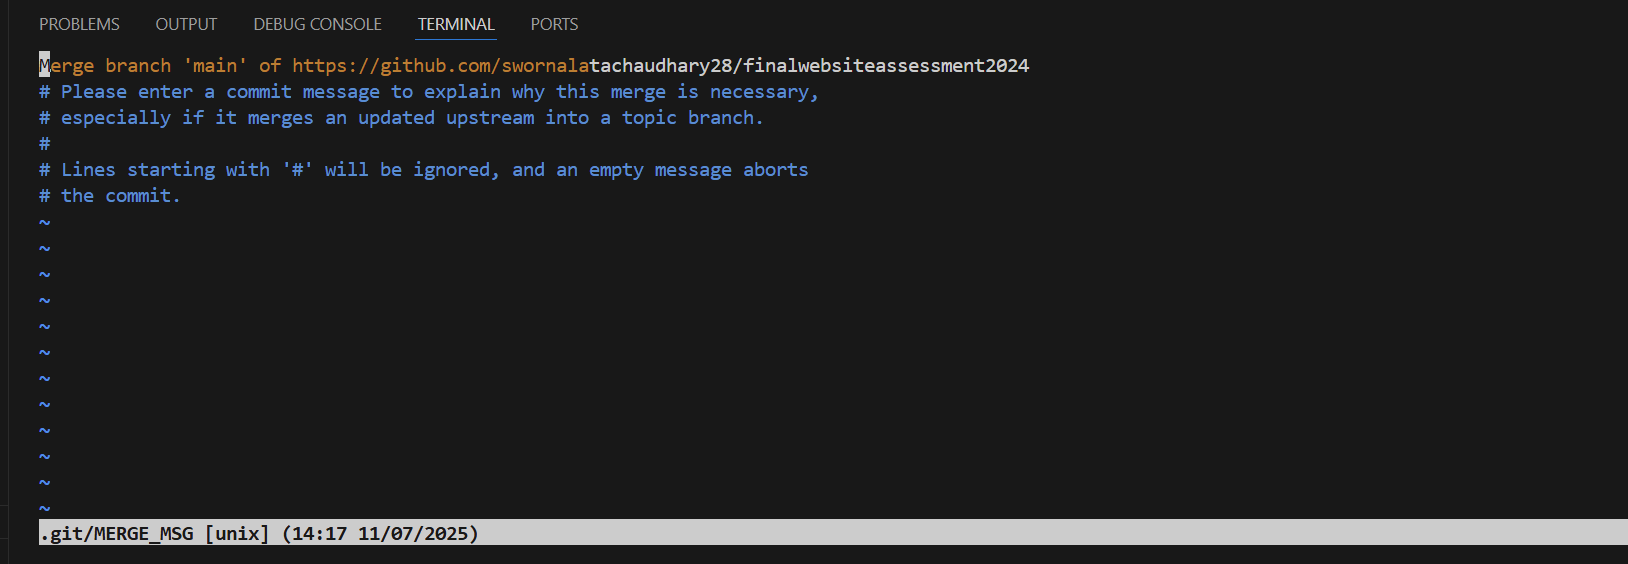 PROBLEMS OUTPUT DEBUG CONSOLE TERMINAL PORTS
Merge branch 'main' of https://github.com/swornalatachaudhary28/finalwebsiteassessment2024
# Please enter a commit message to explain why this merge is necessary,
# especially if it merges an updated upstream into a topic branch.
#
# Lines starting with '#' will be ignored, and an empty message aborts
# the commit.
~
~
~
~
~
~
~
~
~
~
~
~
.git/MERGE_MSG [unix] (14:17 11/07/2025)